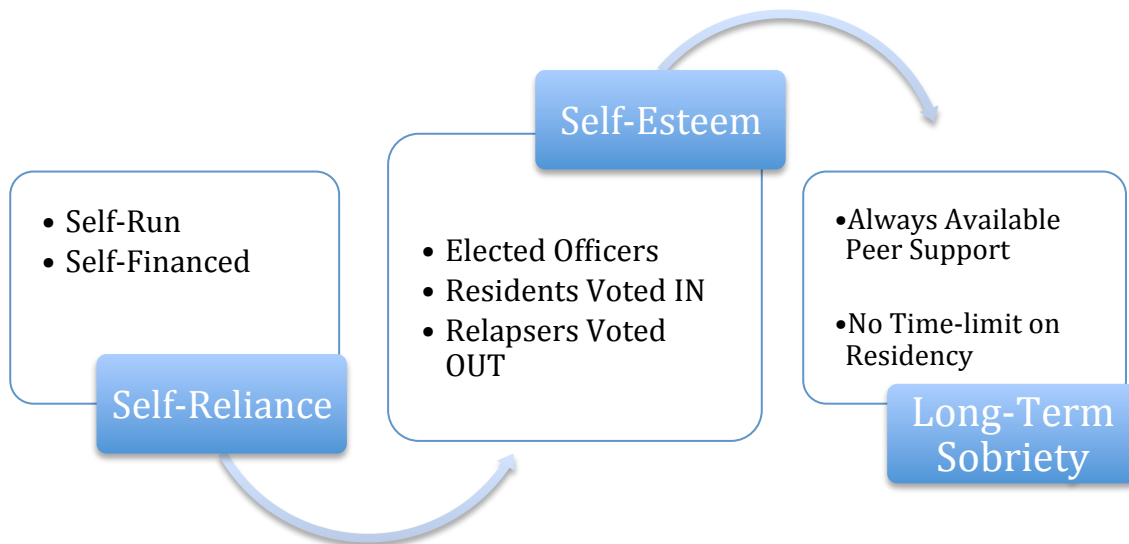 • Self-Run
• Self-Financed
Self-Reliance
Self-Esteem
• Elected Officers
• Residents Voted IN
• Relapsers Voted
OUT
•Always Available
Peer Support
•No Time-limit on
Residency
Long-Term
Sobriety